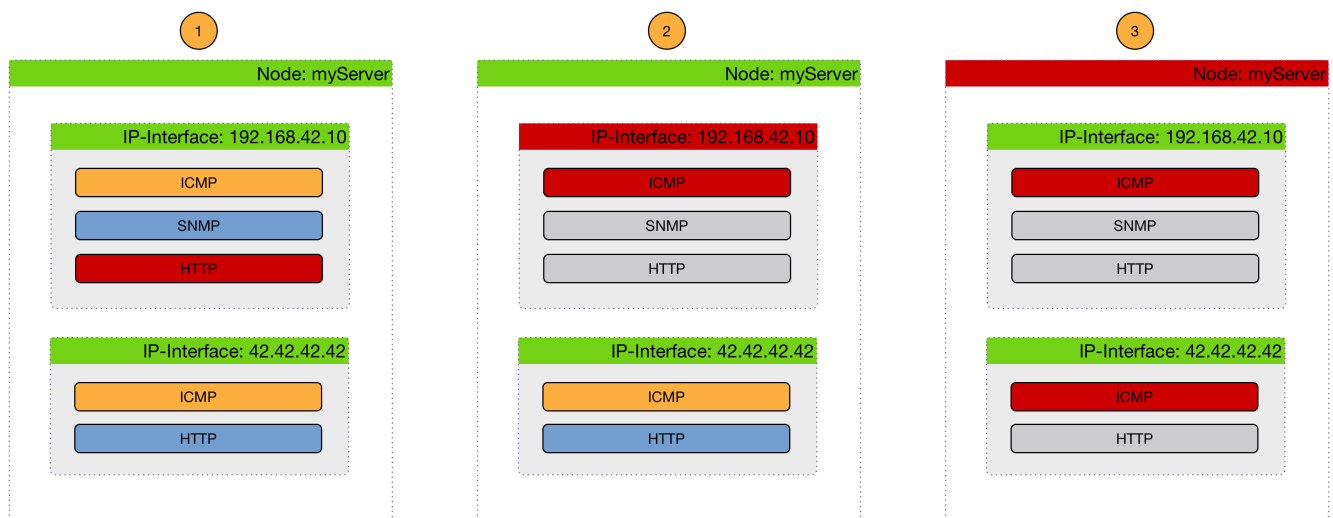 1
Node: myServer
IP-Interface: 192.168.42.10
ICMP
SNMP
HTTP
IP-Interface: 42.42.42.42
ICMP
HTTP
2
Node: myServer
IP-Interface: 192.168.42.10
ICMP
SNMP
HTTP
IP-Interface: 42.42.42.42
ICMP
HTTP
3
Node: myServer
IP-Interface: 192.168.42.10
ICMP
SNMP
HTTP
IP-Interface: 42.42.42.42
ICMP
HTTP